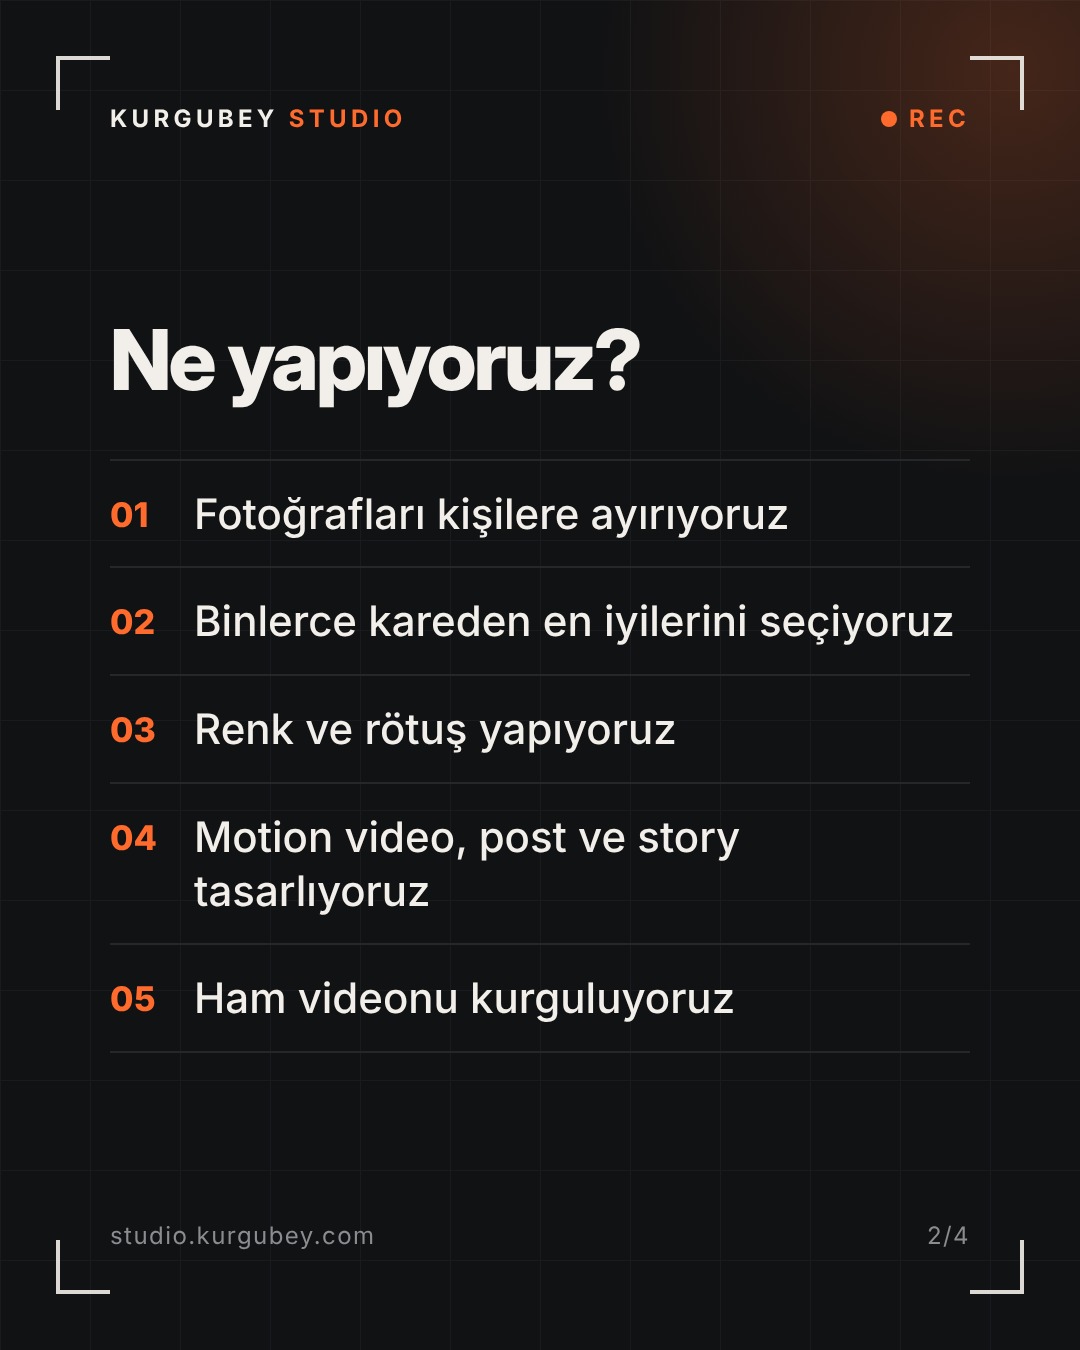 KURGUBEY STUDIO
REC
Ne yapıyoruz?
01 Fotoğrafları kişilere ayırıyoruz
02 Binlerce kareden en iyilerini seçiyoruz
03 Renk ve rötuş yapıyoruz
04 Motion video, post ve story
tasarlıyoruz
05 Ham videonu kurguluyoruz
studio.kurgubey.com
2/4